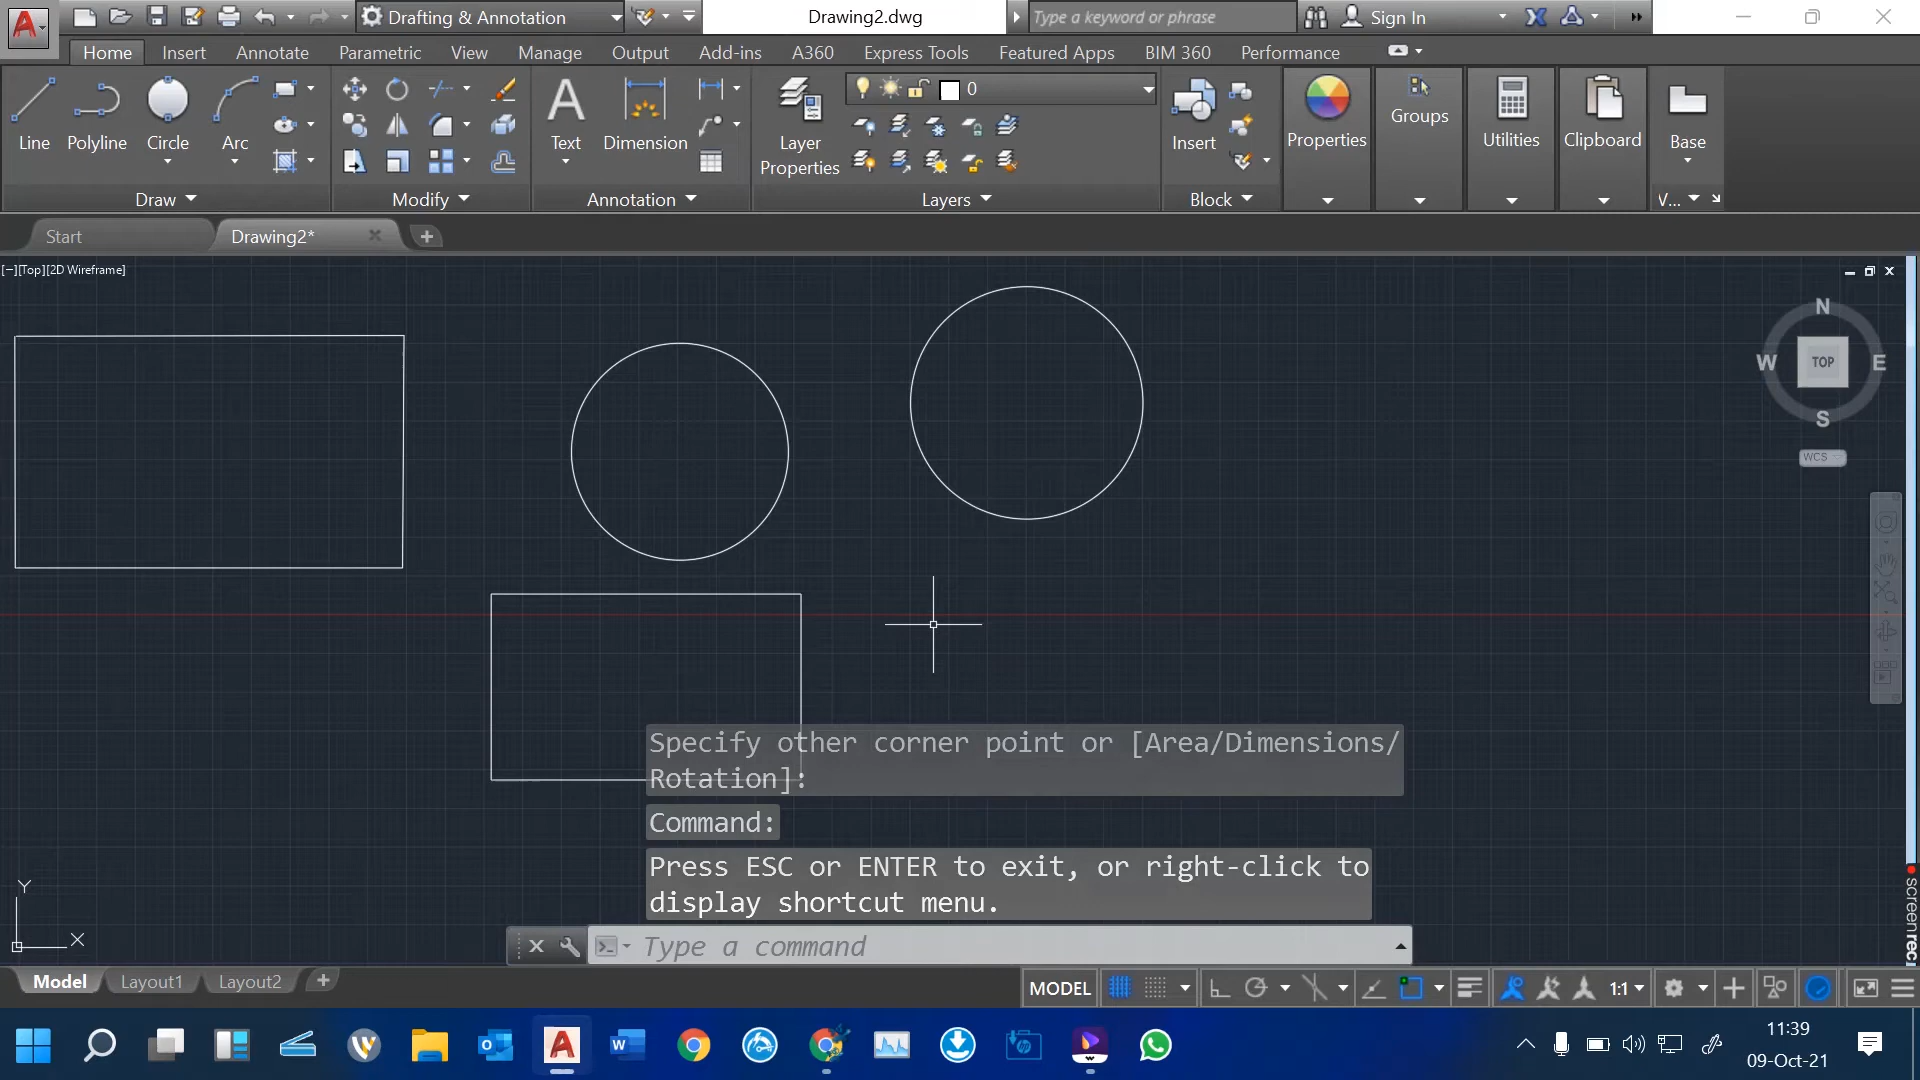 Drafting & Annotation
Drawing2.dwg
Type a keyword or phrase
Sign In
Home Insert Annotate Parametric View Manage Output Add-ins A360 Express Tools Featured Apps BIM 360 Performance
Line Polyline Circle Arc
Text Dimension
Layer
Properties
0
Insert
Properties
Groups
Utilities
Clipboard
Base
Draw Modify Annotation Layers Block V...
Start Drawing2*
[−][Top][2D Wireframe]
N
W TOP E
S
WCS
Specify other corner point or [Area/Dimensions/
Rotation]:
Command:
Press ESC or ENTER to exit, or right-click to
display shortcut menu.
Type a command
Y
X
screenrec
Model Layout1 Layout2
MODEL 1:1
11:39
09-Oct-21